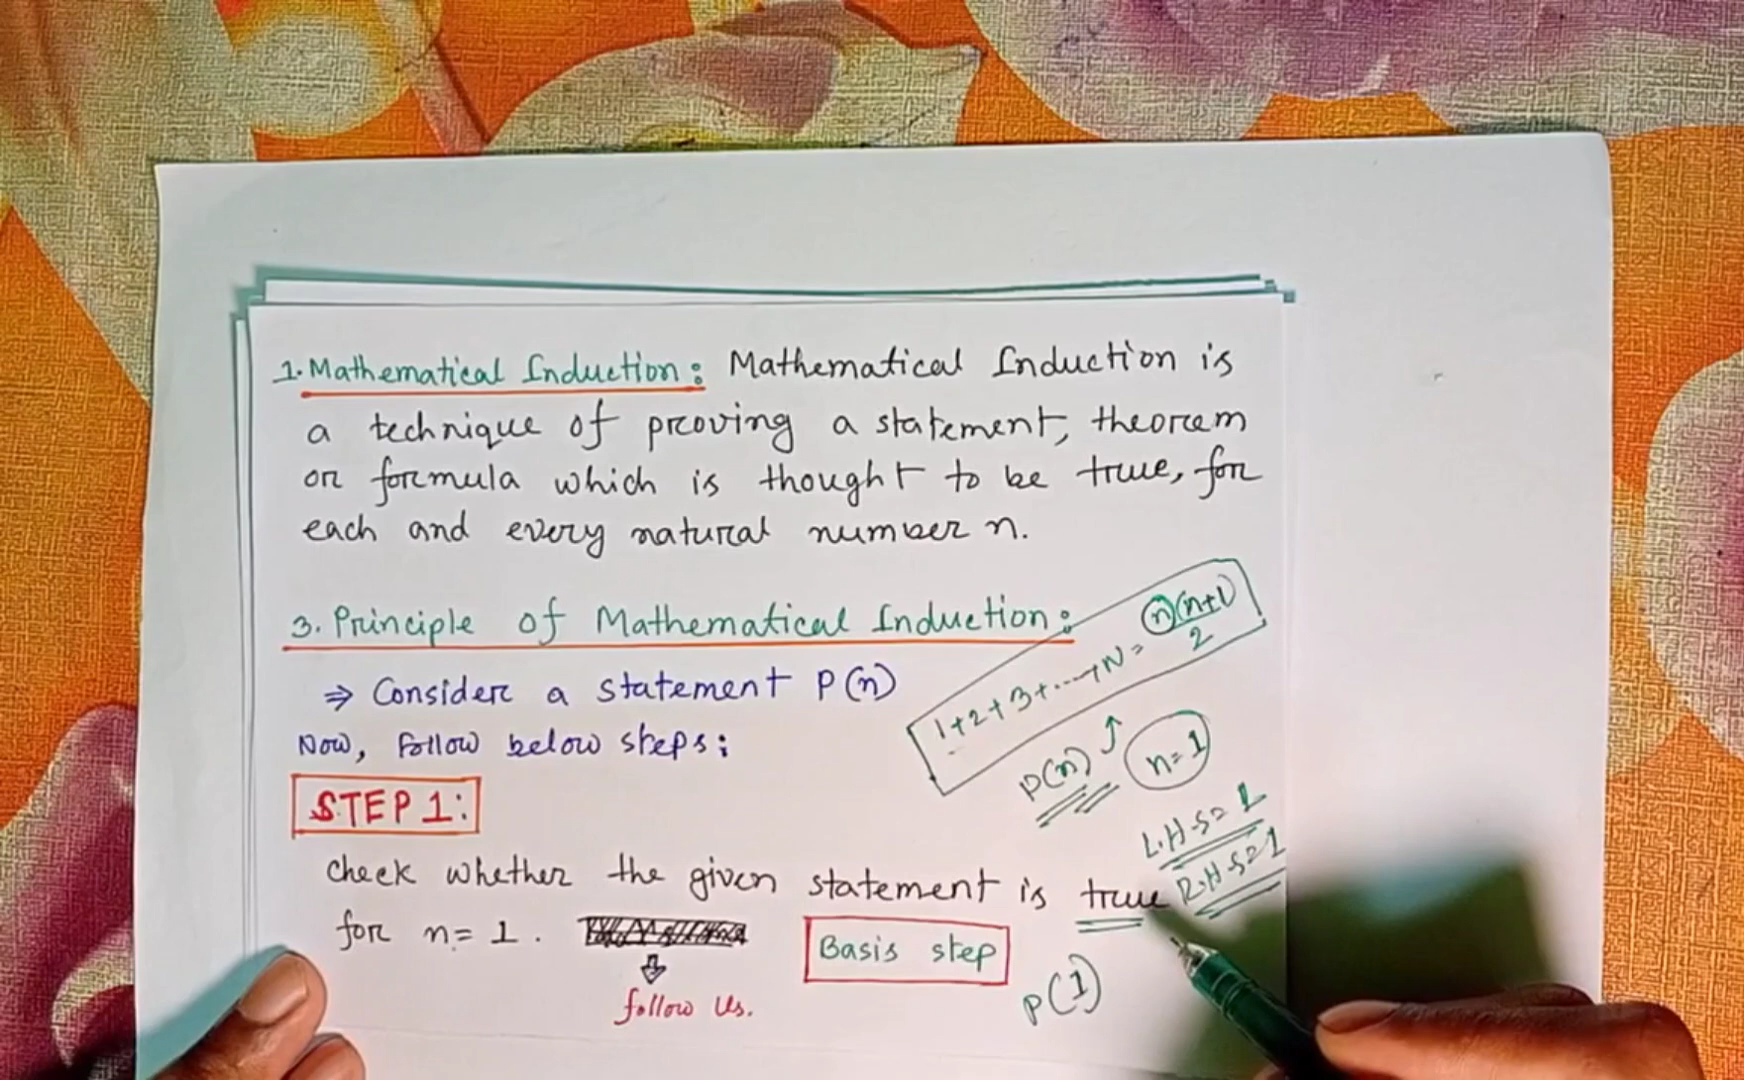 1. Mathematical Induction: Mathematical Induction is
a technique of proving a statement, theorem
or formula which is thought to be true, for
each and every natural number n.
3. Principle of Mathematical Induction:
⇒ Consider a statement P(n)
Now, follow below steps:
1+2+3+....+N = n(n+1)/2
P(n) ↑ n=1
STEP 1:
L.H.S = 1
R.H.S = 1
check whether the given statement is true
for n = 1. Basis step
P(1)
follow us.